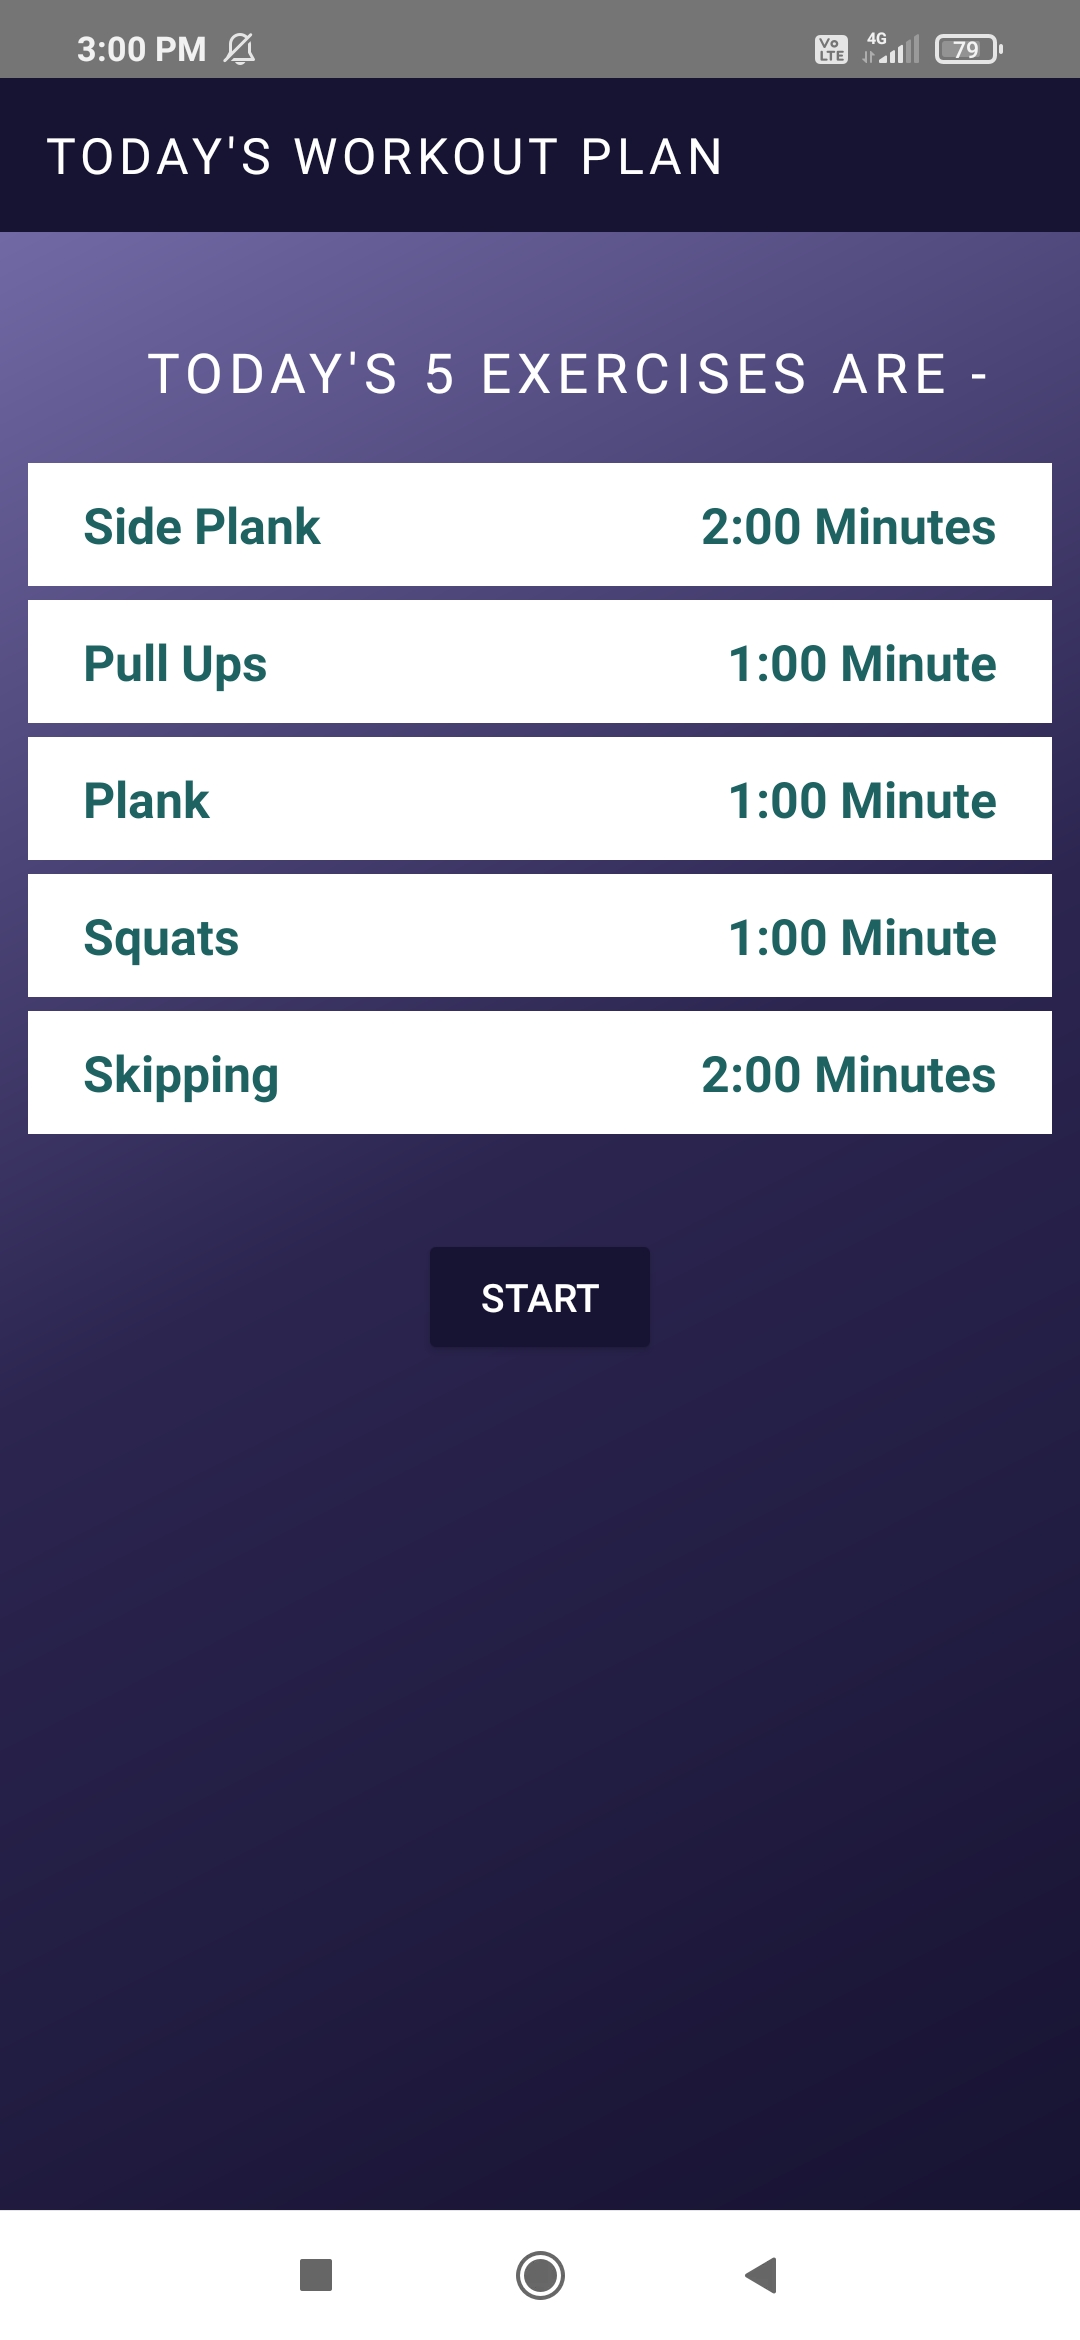 3:00 PM
Vo LTE 4G 79
TODAY'S WORKOUT PLAN
TODAY'S 5 EXERCISES ARE -
Side Plank 2:00 Minutes
Pull Ups 1:00 Minute
Plank 1:00 Minute
Squats 1:00 Minute
Skipping 2:00 Minutes
START